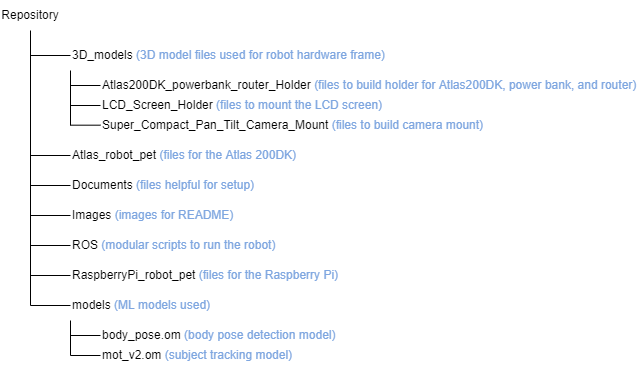 Repository
3D_models (3D model files used for robot hardware frame)
Atlas200DK_powerbank_router_Holder (files to build holder for Atlas200DK, power bank, and router)
LCD_Screen_Holder (files to mount the LCD screen)
Super_Compact_Pan_Tilt_Camera_Mount (files to build camera mount)
Atlas_robot_pet (files for the Atlas 200DK)
Documents (files helpful for setup)
Images (images for README)
ROS (modular scripts to run the robot)
RaspberryPi_robot_pet (files for the Raspberry Pi)
models (ML models used)
body_pose.om (body pose detection model)
mot_v2.om (subject tracking model)